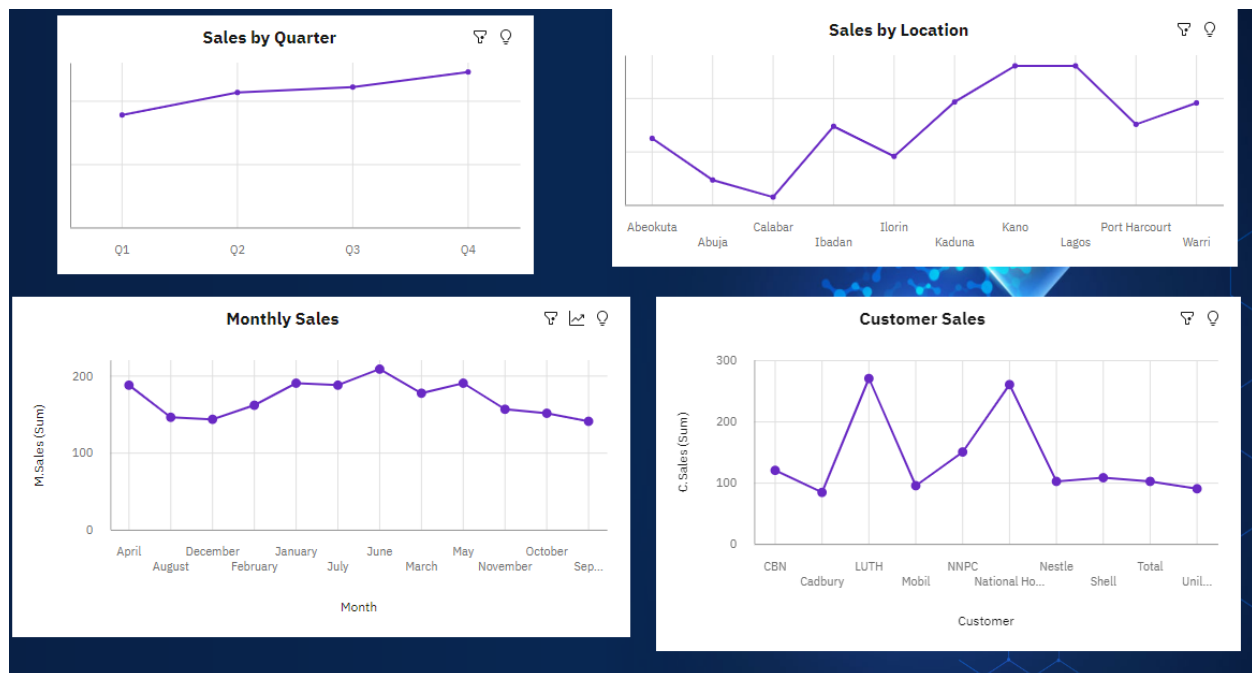 Sales by Quarter
Q1 Q2 Q3 Q4
Sales by Location
Abeokuta Calabar Ilorin Kano Port Harcourt
Abuja Ibadan Kaduna Lagos Warri
Monthly Sales
M.Sales (Sum)
200
100
0
April December January June May October
August February July March November Sep...
Month
Customer Sales
C.Sales (Sum)
300
200
100
0
CBN LUTH NNPC Nestle Total
Cadbury Mobil National Ho... Shell Unil...
Customer